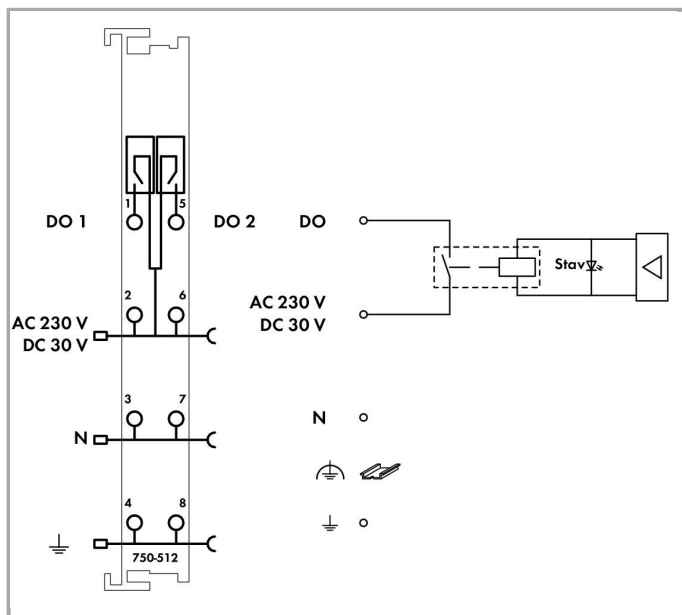 1 5
DO 1 DO 2 DO
2 6
AC 230 V
DC 30 V
Stav
AC 230 V
DC 30 V
3 7
N N
4 8
750-512